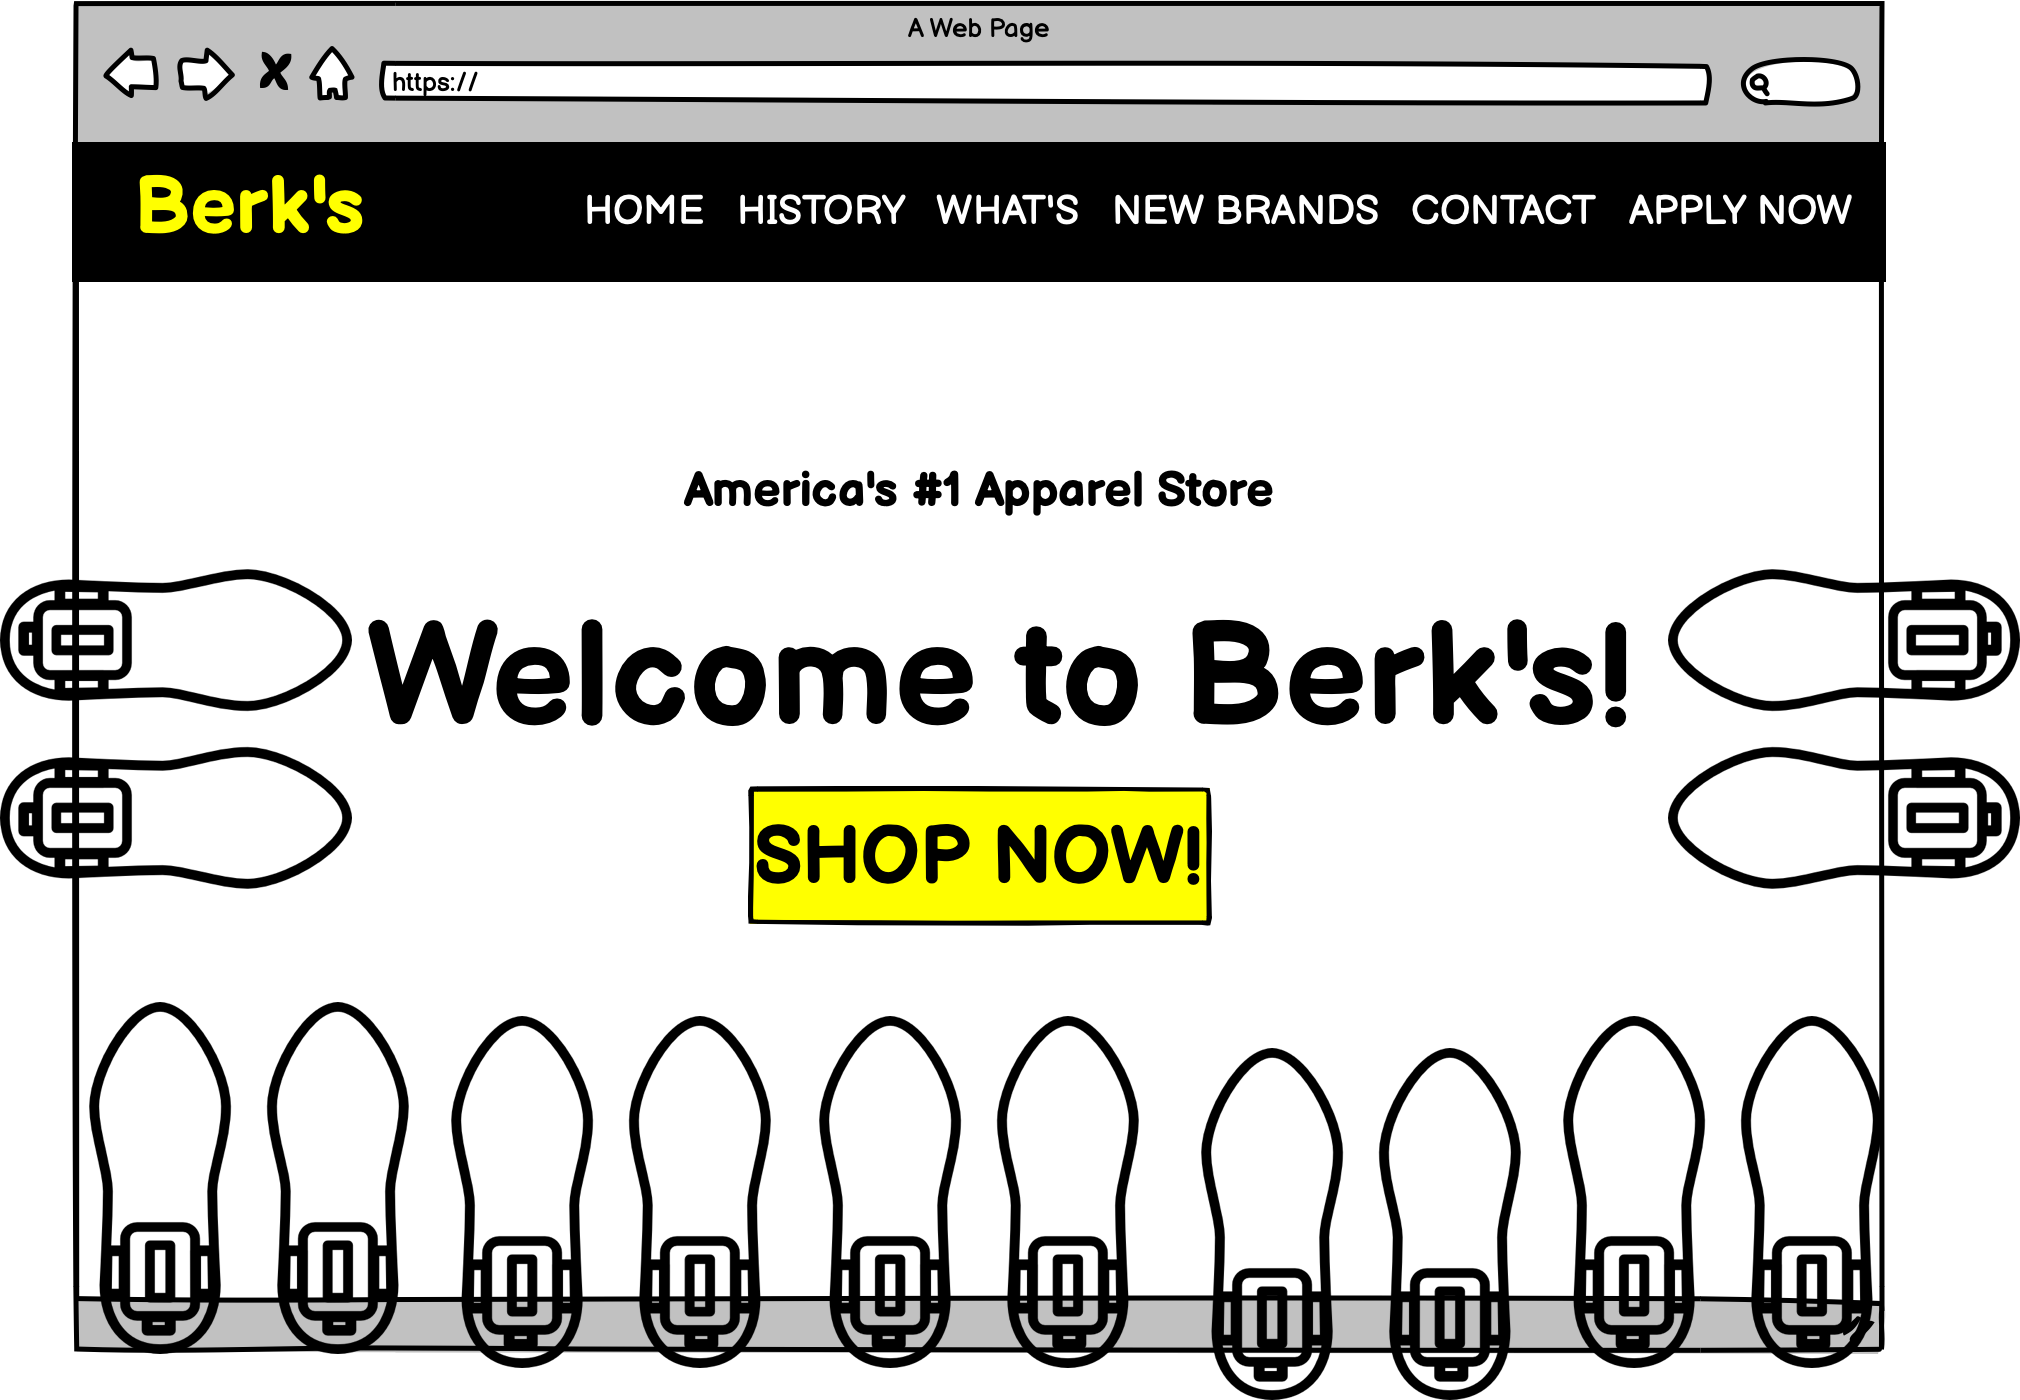 A Web Page
https://
Berk's
HOME HISTORY WHAT'S NEW BRANDS CONTACT APPLY NOW
America's #1 Apparel Store
Welcome to Berk's!
SHOP NOW!